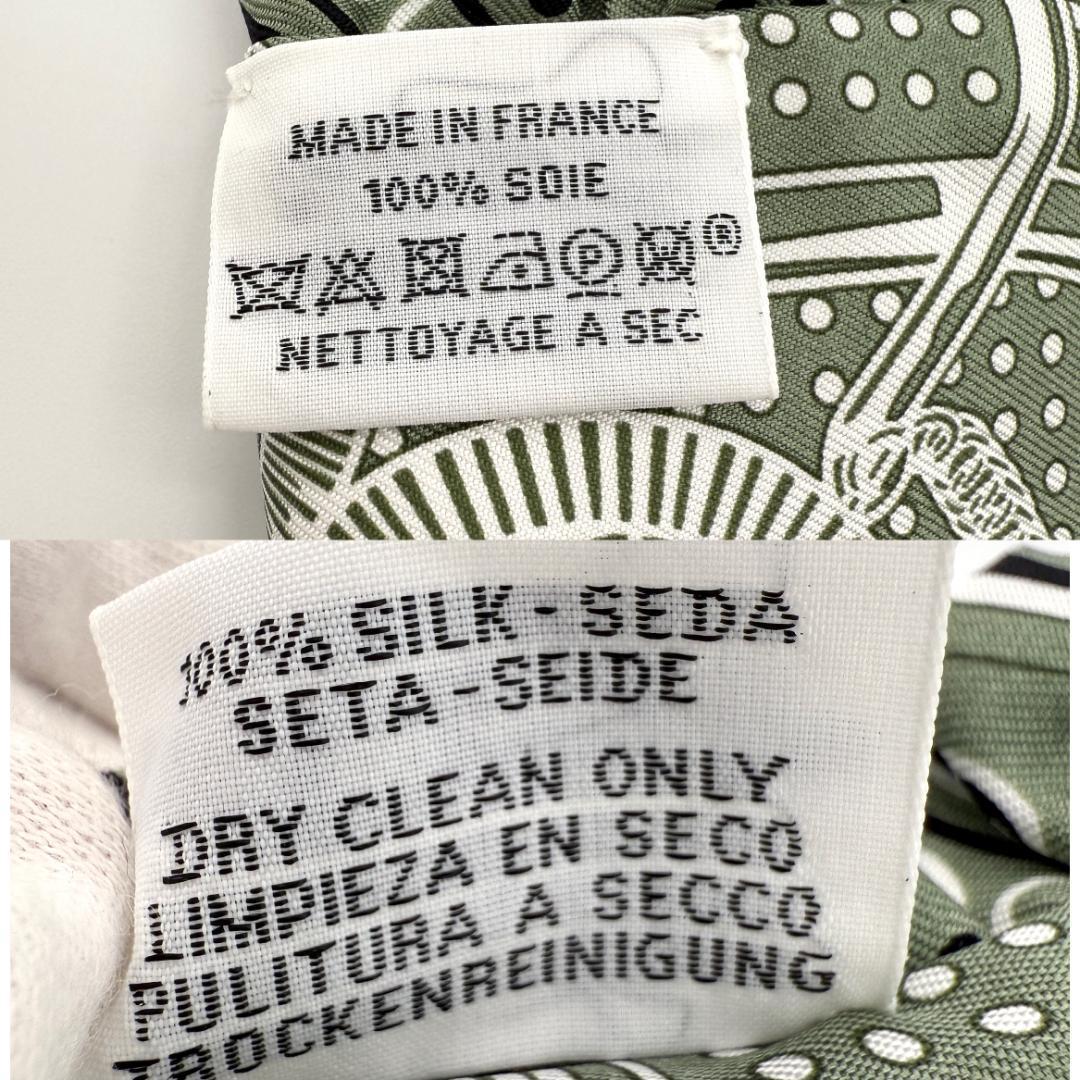 MADE IN FRANCE
100% SOIE
P ®
NETTOYAGE A SEC
100% SILK - SEDA
SETA - SEIDE
DRY CLEAN ONLY
LIMPIEZA EN SECO
PULITURA A SECCO
TROCKENREINIGUNG